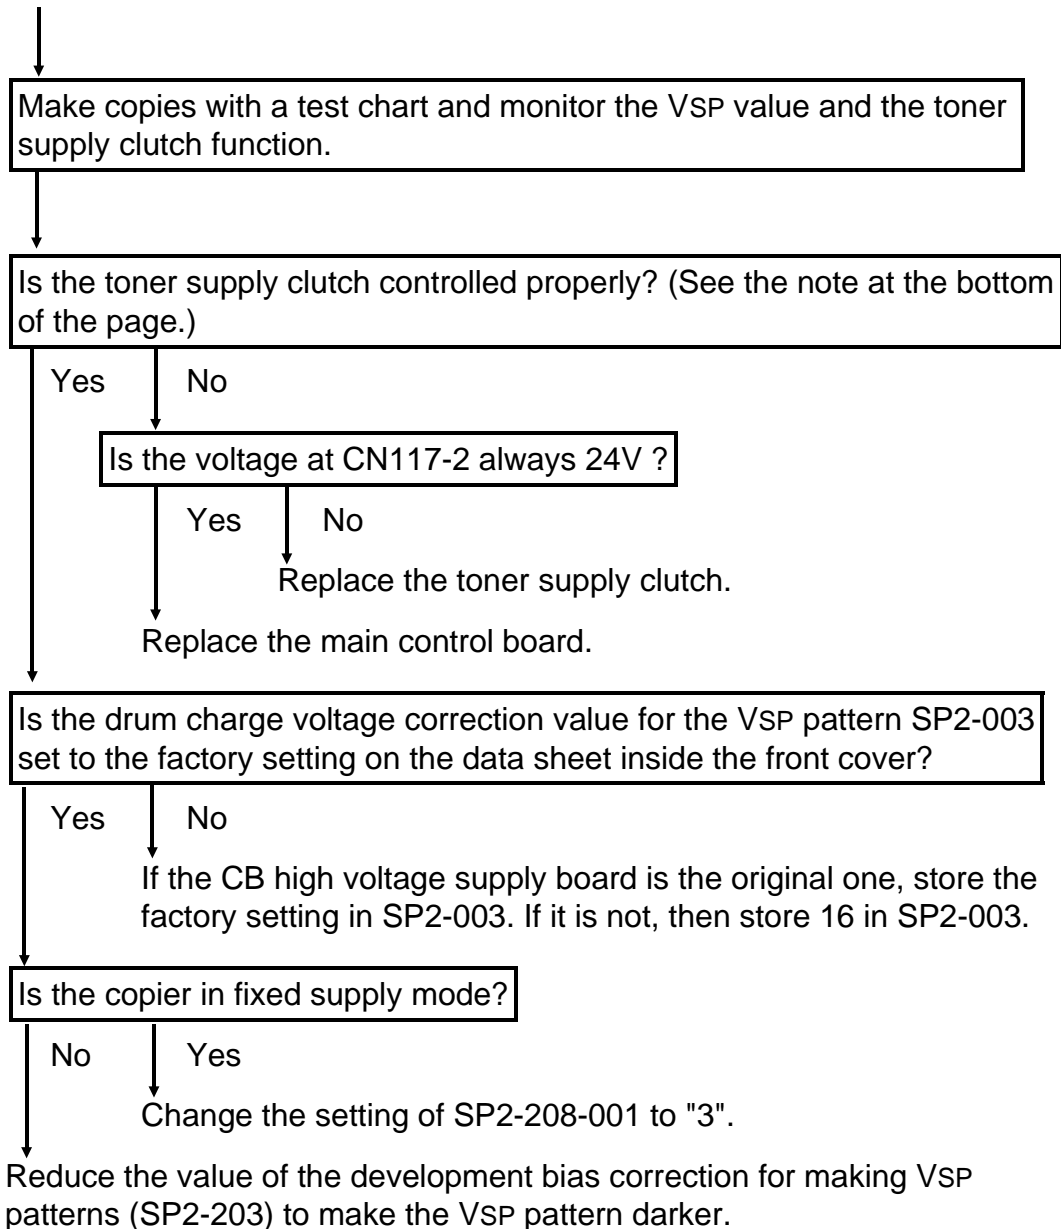 Make copies with a test chart and monitor the VSP value and the toner
supply clutch function.
Is the toner supply clutch controlled properly? (See the note at the bottom
of the page.)
Yes No
Is the voltage at CN117-2 always 24V ?
Yes No
Replace the toner supply clutch.
Replace the main control board.
Is the drum charge voltage correction value for the VSP pattern SP2-003
set to the factory setting on the data sheet inside the front cover?
Yes No
If the CB high voltage supply board is the original one, store the
factory setting in SP2-003. If it is not, then store 16 in SP2-003.
Is the copier in fixed supply mode?
No Yes
Change the setting of SP2-208-001 to "3".
Reduce the value of the development bias correction for making VSP
patterns (SP2-203) to make the VSP pattern darker.